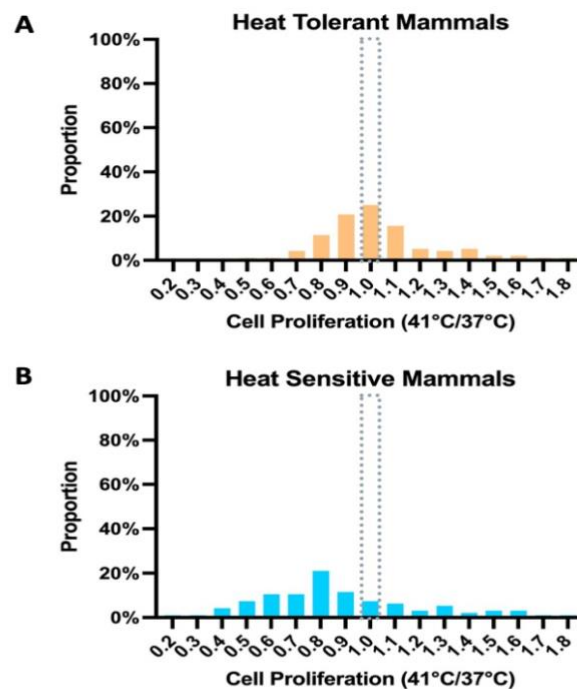 A
Heat Tolerant Mammals
Proportion
100%
80%
60%
40%
20%
0%
0.2 0.3 0.4 0.5 0.6 0.7 0.8 0.9 1.0 1.1 1.2 1.3 1.4 1.5 1.6 1.7 1.8
Cell Proliferation (41°C/37°C)
B
Heat Sensitive Mammals
Proportion
100%
80%
60%
40%
20%
0%
0.2 0.3 0.4 0.5 0.6 0.7 0.8 0.9 1.0 1.1 1.2 1.3 1.4 1.5 1.6 1.7 1.8
Cell Proliferation (41°C/37°C)